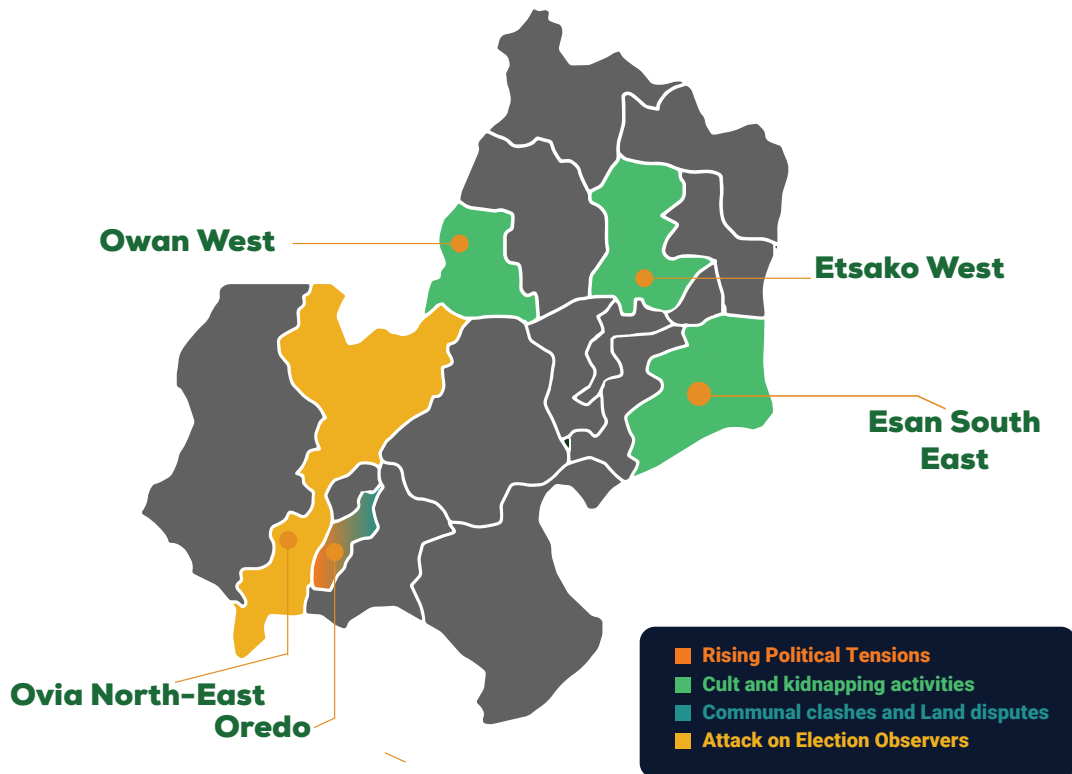 Owan West
Etsako West
Esan South
East
Ovia North-East
Oredo
Rising Political Tensions
Cult and kidnapping activities
Communal clashes and Land disputes
Attack on Election Observers